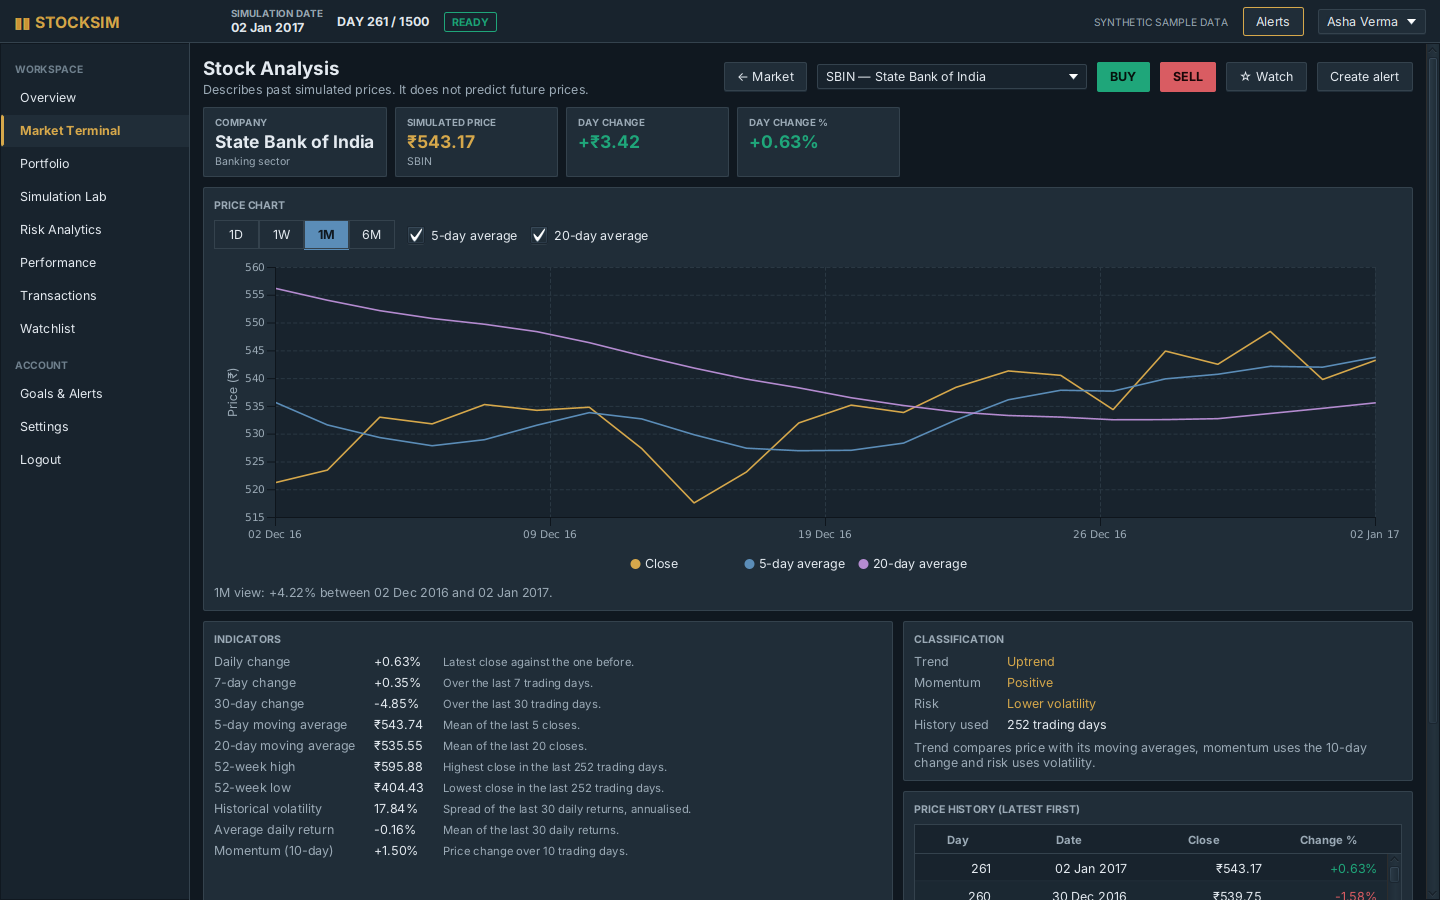 STOCKSIM
SIMULATION DATE
02 Jan 2017
DAY 261 / 1500
READY
SYNTHETIC SAMPLE DATA
Alerts
Asha Verma
WORKSPACE
Overview
Market Terminal
Portfolio
Simulation Lab
Risk Analytics
Performance
Transactions
Watchlist
ACCOUNT
Goals & Alerts
Settings
Logout
Stock Analysis
Describes past simulated prices. It does not predict future prices.
← Market
SBIN — State Bank of India
BUY
SELL
☆ Watch
Create alert
COMPANY
State Bank of India
Banking sector
SIMULATED PRICE
₹543.17
SBIN
DAY CHANGE
+₹3.42
DAY CHANGE %
+0.63%
PRICE CHART
1D 1W 1M 6M 5-day average 20-day average
Price (₹)
560
555
550
545
540
535
530
525
520
515
02 Dec 16 09 Dec 16 19 Dec 16 26 Dec 16 02 Jan 17
Close 5-day average 20-day average
1M view: +4.22% between 02 Dec 2016 and 02 Jan 2017.
INDICATORS
Daily change +0.63% Latest close against the one before.
7-day change +0.35% Over the last 7 trading days.
30-day change -4.85% Over the last 30 trading days.
5-day moving average ₹543.74 Mean of the last 5 closes.
20-day moving average ₹535.55 Mean of the last 20 closes.
52-week high ₹595.88 Highest close in the last 252 trading days.
52-week low ₹404.43 Lowest close in the last 252 trading days.
Historical volatility 17.84% Spread of the last 30 daily returns, annualised.
Average daily return -0.16% Mean of the last 30 daily returns.
Momentum (10-day) +1.50% Price change over 10 trading days.
CLASSIFICATION
Trend Uptrend
Momentum Positive
Risk Lower volatility
History used 252 trading days
Trend compares price with its moving averages, momentum uses the 10-day
change and risk uses volatility.
PRICE HISTORY (LATEST FIRST)
Day Date Close Change %
261 02 Jan 2017 ₹543.17 +0.63%
260 30 Dec 2016 ₹539.75 -1.58%